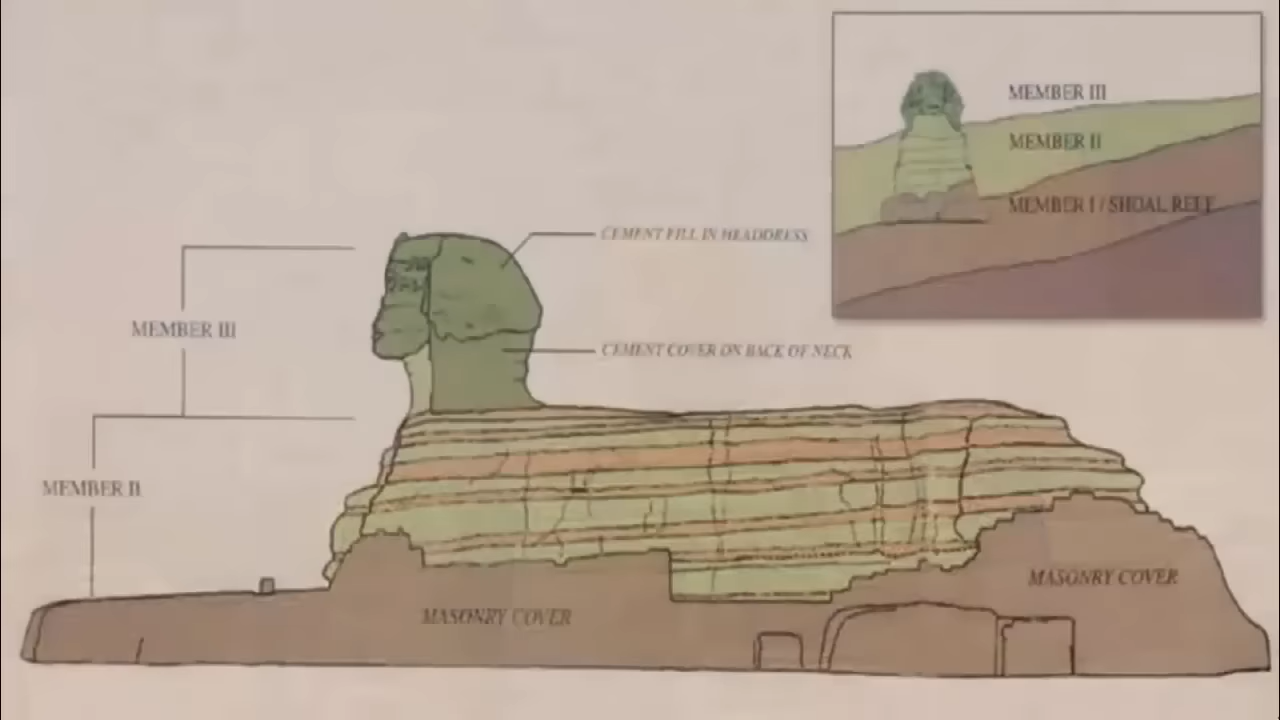 MEMBER III
MEMBER II
MEMBER I / SHOAL REEF
CEMENT FILL IN HEADDRESS
MEMBER III
CEMENT COVER ON BACK OF NECK
MEMBER II
MASONRY COVER
MASONRY COVER